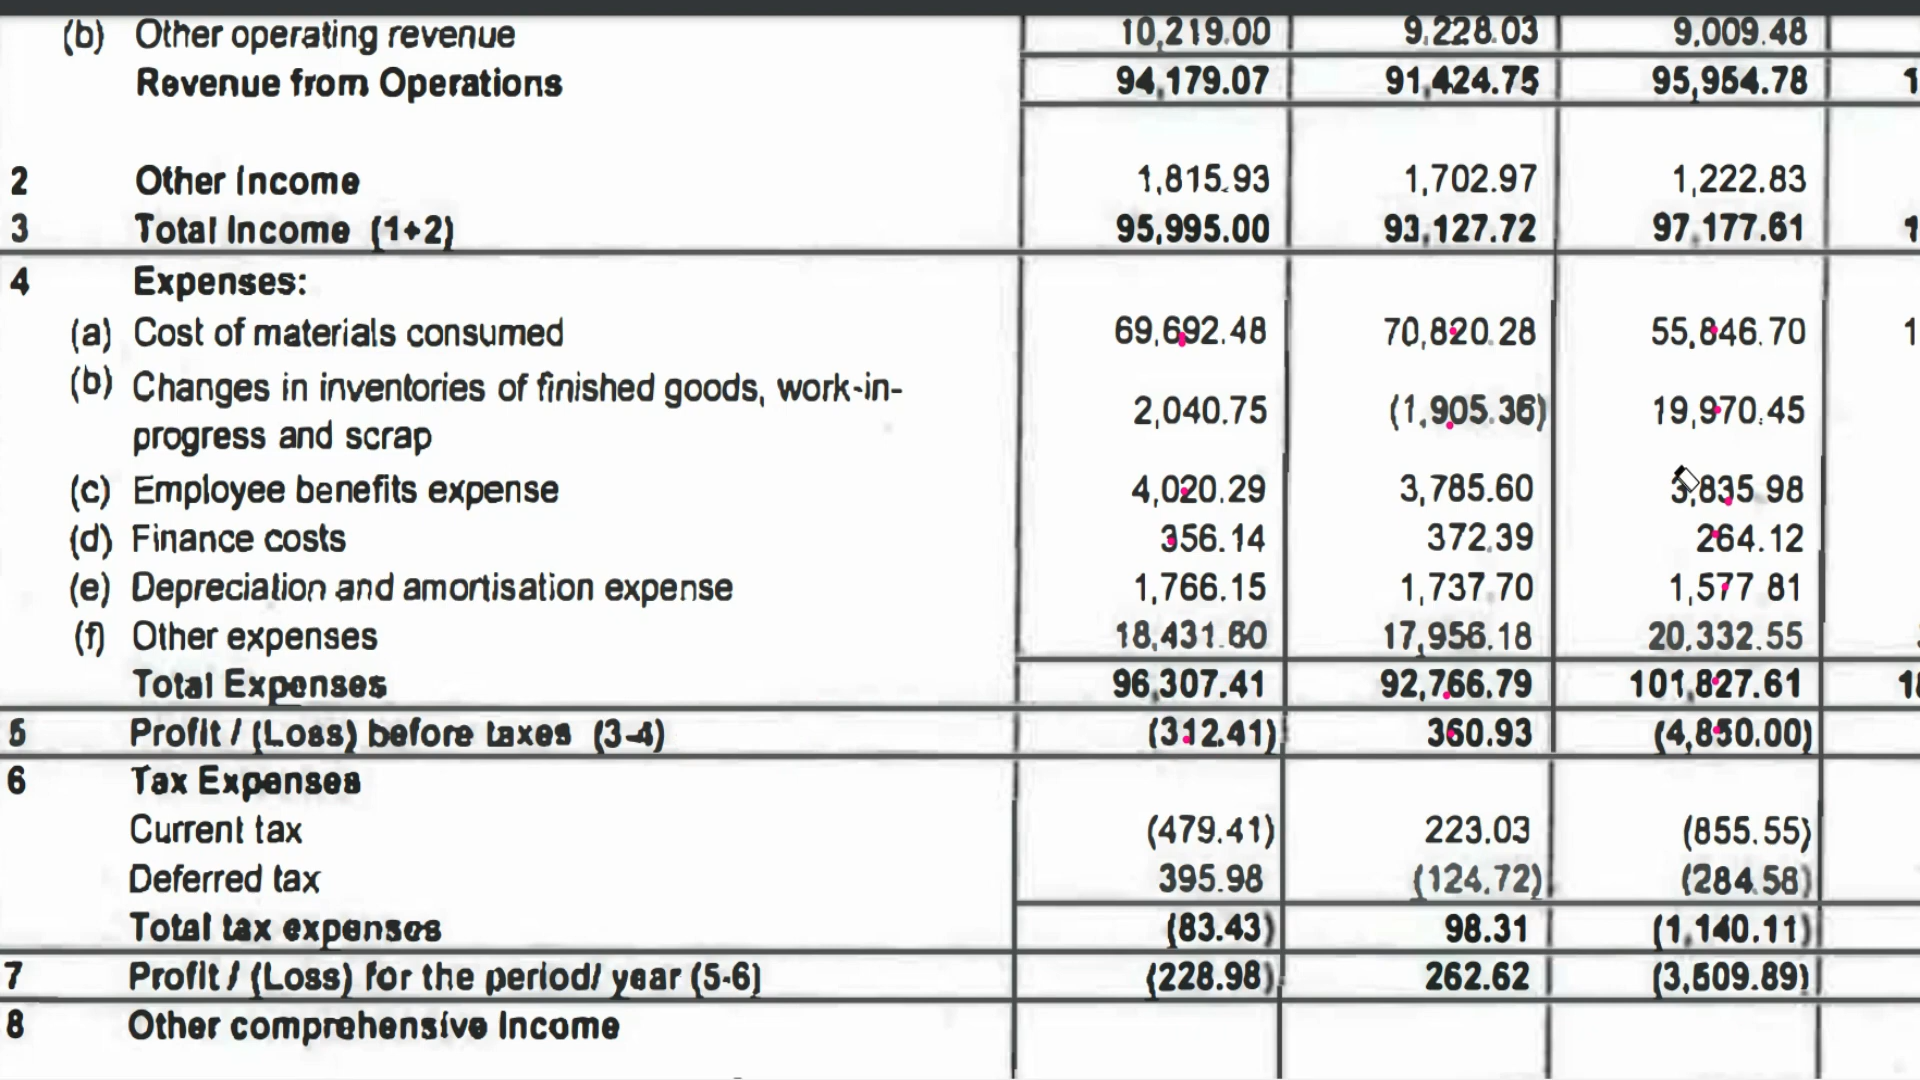 (b) Other operating revenue 10,219.00 9,228.03 9,009.48
Revenue from Operations 94,179.07 91,424.75 95,954.78 1
2 Other Income 1,815.93 1,702.97 1,222.83
3 Total Income (1+2) 95,995.00 93,127.72 97,177.61 1
4 Expenses:
(a) Cost of materials consumed 69,692.48 70,820.28 55,846.70 1
(b) Changes in inventories of finished goods, work-in-
progress and scrap 2,040.75 (1,905.36) 19,970.45
(c) Employee benefits expense 4,020.29 3,785.60 3,835.98
(d) Finance costs 356.14 372.39 264.12
(e) Depreciation and amortisation expense 1,766.15 1,737.70 1,577.81
(f) Other expenses 18,431.60 17,956.18 20,332.55
Total Expenses 96,307.41 92,766.79 101,827.61
5 Profit / (Loss) before taxes (3-4) (312.41) 360.93 (4,850.00)
6 Tax Expenses
Current tax (479.41) 223.03 (855.55)
Deferred tax 395.98 (124.72) (284.58)
Total tax expenses (83.43) 98.31 (1,140.11)
7 Profit / (Loss) for the period/ year (5-6) (228.98) 262.62 (3,509.89)
8 Other comprehensive Income